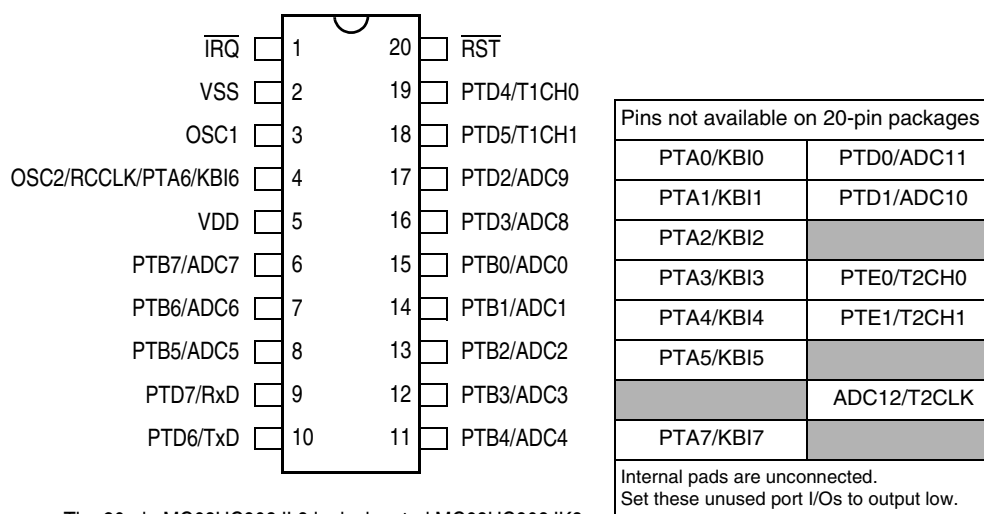 IRQ 1 20 RST
VSS 2 19 PTD4/T1CH0
OSC1 3 18 PTD5/T1CH1
OSC2/RCCLK/PTA6/KBI6 4 17 PTD2/ADC9
VDD 5 16 PTD3/ADC8
PTB7/ADC7 6 15 PTB0/ADC0
PTB6/ADC6 7 14 PTB1/ADC1
PTB5/ADC5 8 13 PTB2/ADC2
PTD7/RxD 9 12 PTB3/ADC3
PTD6/TxD 10 11 PTB4/ADC4
Pins not available on 20-pin packages
PTA0/KBI0 PTD0/ADC11
PTA1/KBI1 PTD1/ADC10
PTA2/KBI2
PTA3/KBI3 PTE0/T2CH0
PTA4/KBI4 PTE1/T2CH1
PTA5/KBI5
ADC12/T2CLK
PTA7/KBI7
Internal pads are unconnected.
Set these unused port I/Os to output low.